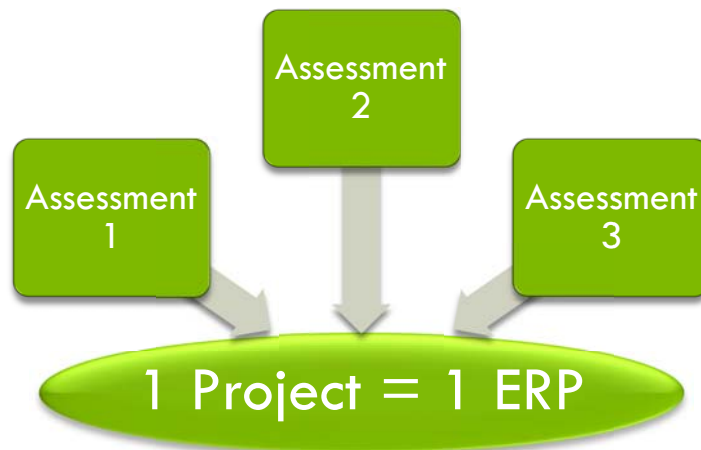 Assessment
2
Assessment
1
Assessment
3
1 Project = 1 ERP